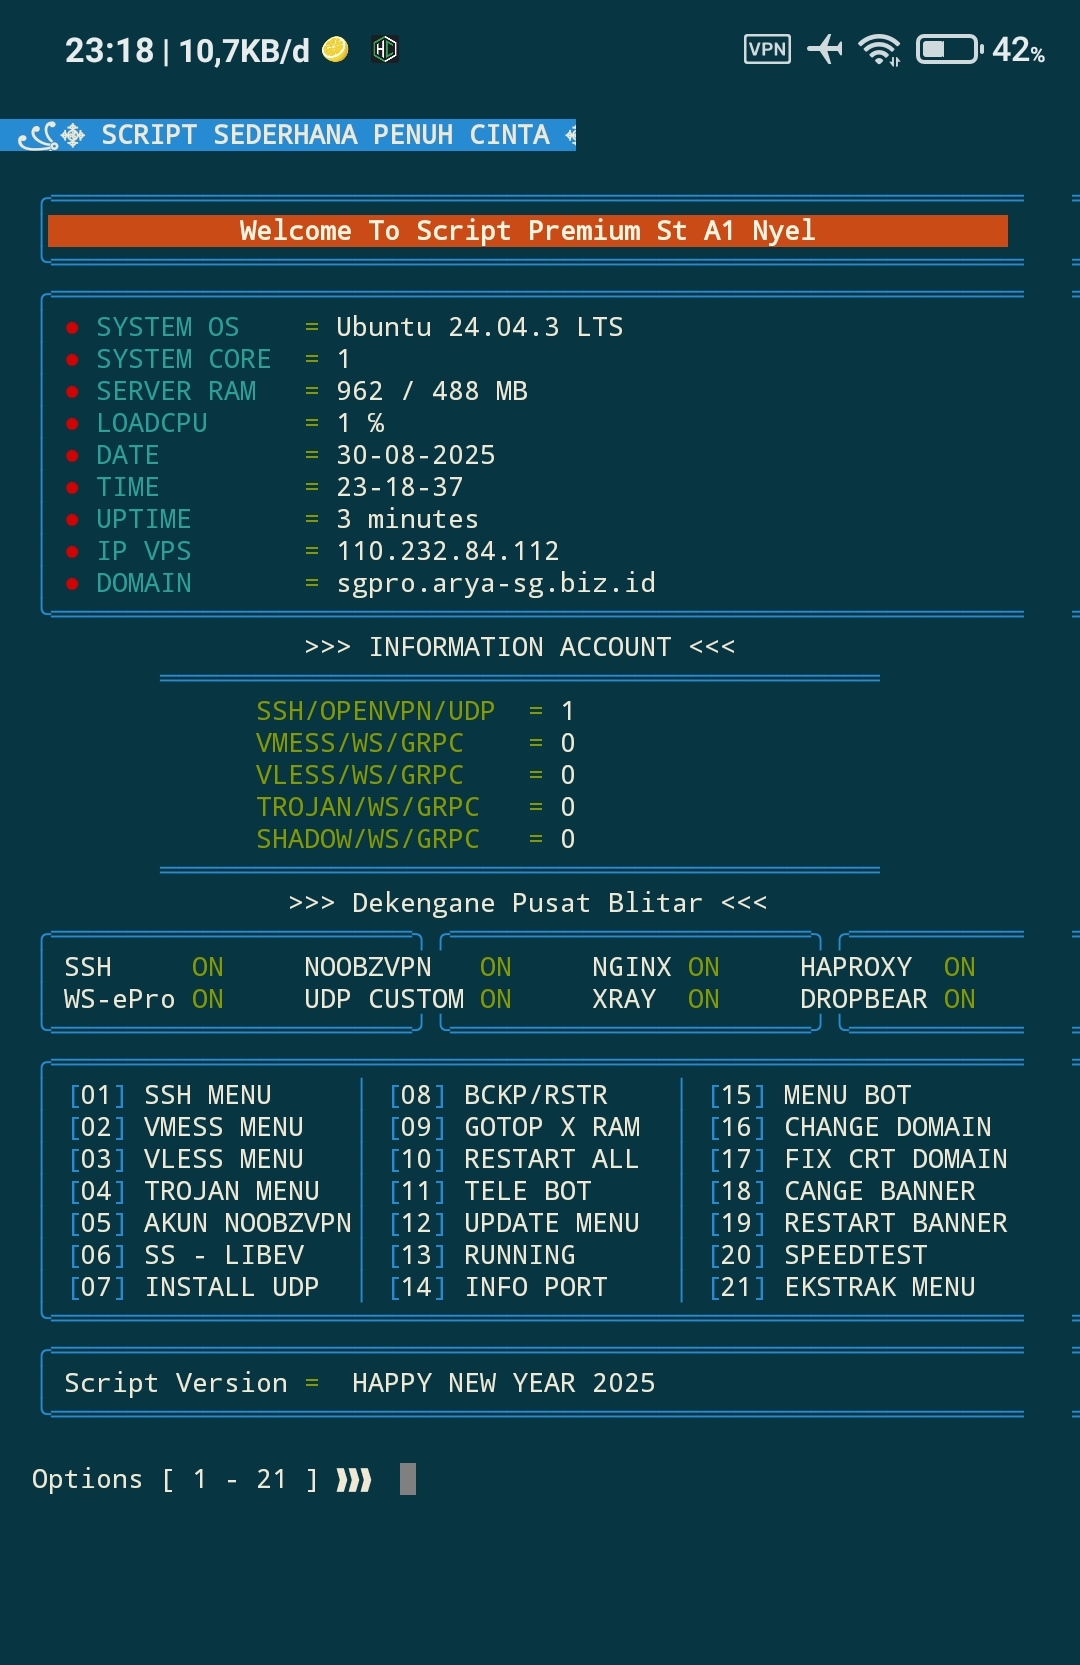 23:18 | 10,7KB/d VPN 42%
SCRIPT SEDERHANA PENUH CINTA
Welcome To Script Premium St A1 Nyel
● SYSTEM OS = Ubuntu 24.04.3 LTS
● SYSTEM CORE = 1
● SERVER RAM = 962 / 488 MB
● LOADCPU = 1 ℅
● DATE = 30-08-2025
● TIME = 23-18-37
● UPTIME = 3 minutes
● IP VPS = 110.232.84.112
● DOMAIN = sgpro.arya-sg.biz.id
>>> INFORMATION ACCOUNT <<<
SSH/OPENVPN/UDP = 1
VMESS/WS/GRPC = 0
VLESS/WS/GRPC = 0
TROJAN/WS/GRPC = 0
SHADOW/WS/GRPC = 0
>>> Dekengane Pusat Blitar <<<
SSH ON NOOBZVPN ON NGINX ON HAPROXY ON
WS-ePro ON UDP CUSTOM ON XRAY ON DROPBEAR ON
[01] SSH MENU │ [08] BCKP/RSTR │ [15] MENU BOT
[02] VMESS MENU │ [09] GOTOP X RAM │ [16] CHANGE DOMAIN
[03] VLESS MENU │ [10] RESTART ALL │ [17] FIX CRT DOMAIN
[04] TROJAN MENU │ [11] TELE BOT │ [18] CANGE BANNER
[05] AKUN NOOBZVPN│ [12] UPDATE MENU │ [19] RESTART BANNER
[06] SS - LIBEV │ [13] RUNNING │ [20] SPEEDTEST
[07] INSTALL UDP │ [14] INFO PORT │ [21] EKSTRAK MENU
Script Version = HAPPY NEW YEAR 2025
Options [ 1 - 21 ] ❱❱❱